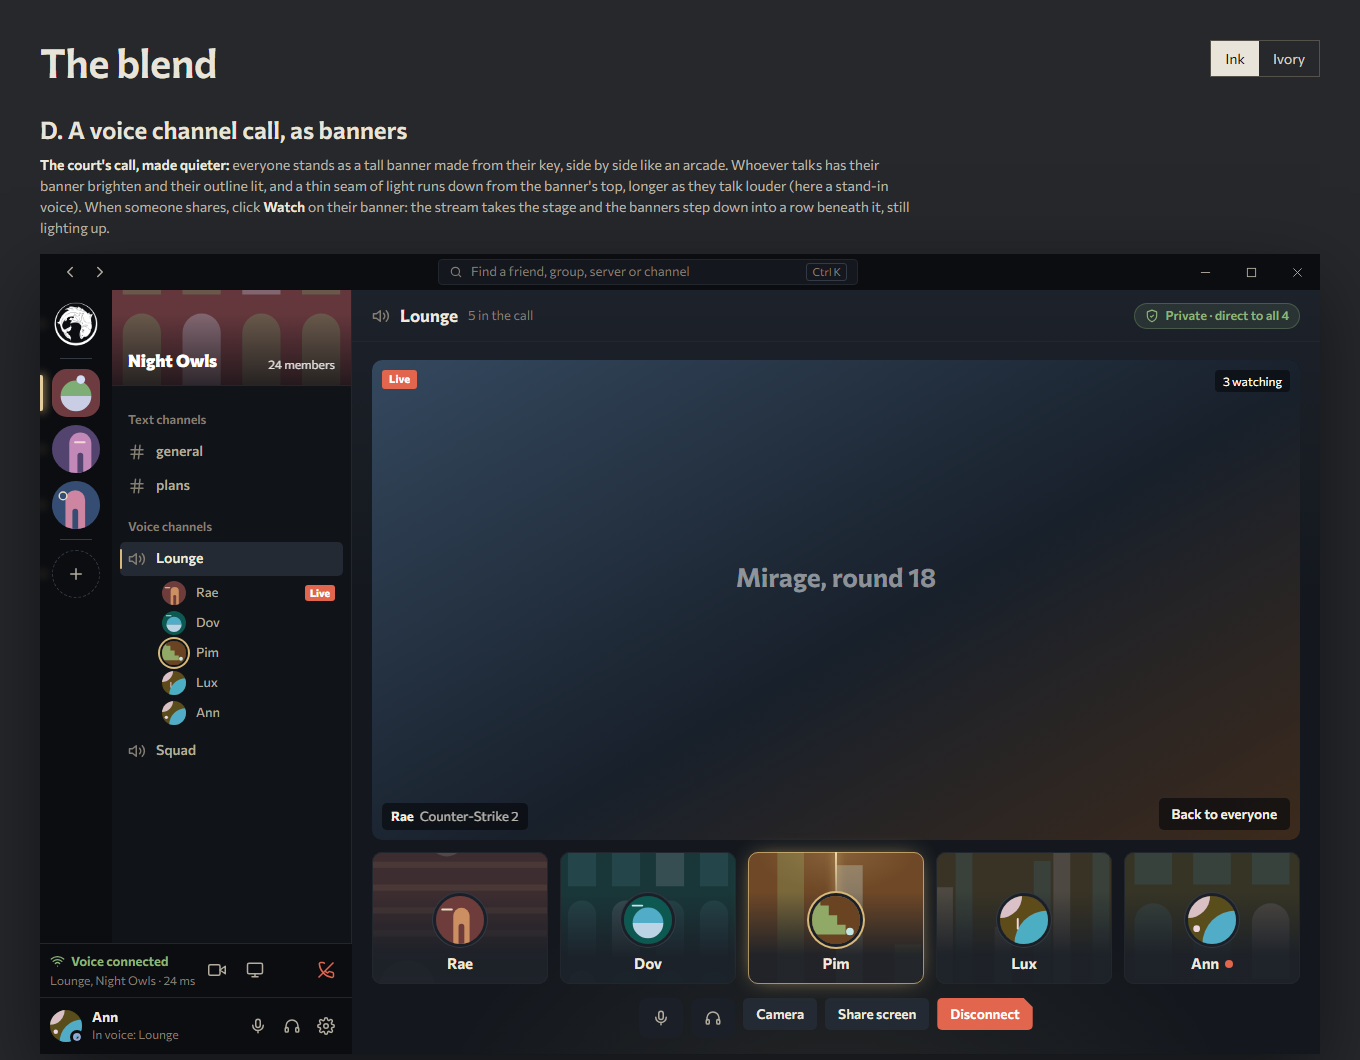 The blend
Ink
Ivory
D. A voice channel call, as banners
The court's call, made quieter: everyone stands as a tall banner made from their key, side by side like an arcade. Whoever talks has their
banner brighten and their outline lit, and a thin seam of light runs down from the banner's top, longer as they talk louder (here a stand-in
voice). When someone shares, click Watch on their banner: the stream takes the stage and the banners step down into a row beneath it, still
lighting up.
Find a friend, group, server or channel
Ctrl K
Night Owls
24 members
Text channels
general
plans
Voice channels
Lounge
Rae
Live
Dov
Pim
Lux
Ann
Squad
Voice connected
Lounge, Night Owls · 24 ms
Ann
In voice: Lounge
Lounge
5 in the call
Private · direct to all 4
Live
3 watching
Mirage, round 18
Rae Counter-Strike 2
Back to everyone
Rae
Dov
Pim
Lux
Ann
Camera
Share screen
Disconnect